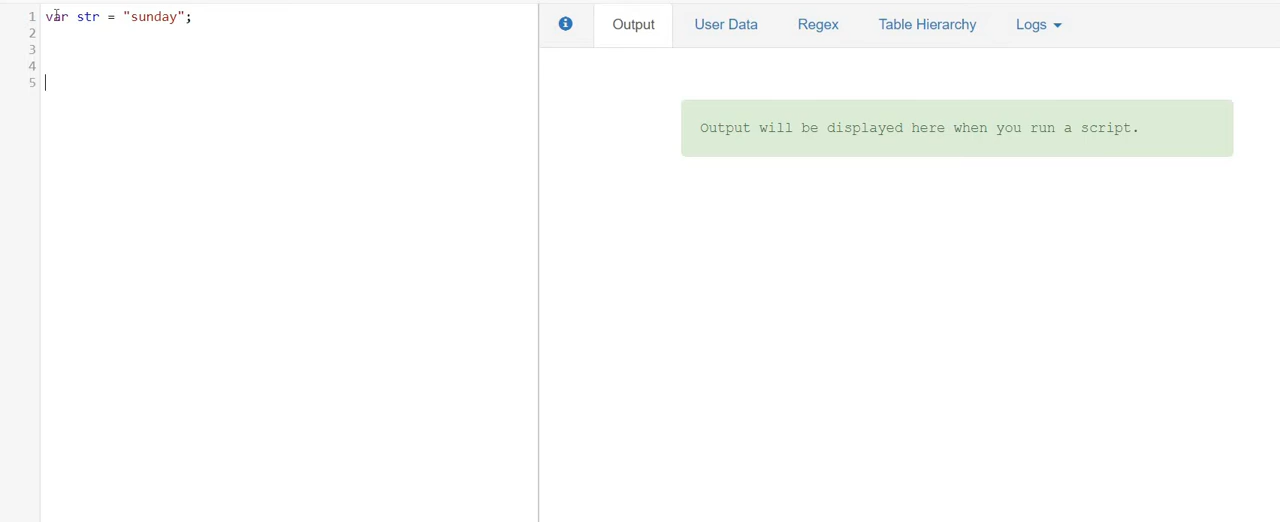 1 var str = "sunday";
2
3
4
5
Output User Data Regex Table Hierarchy Logs
Output will be displayed here when you run a script.